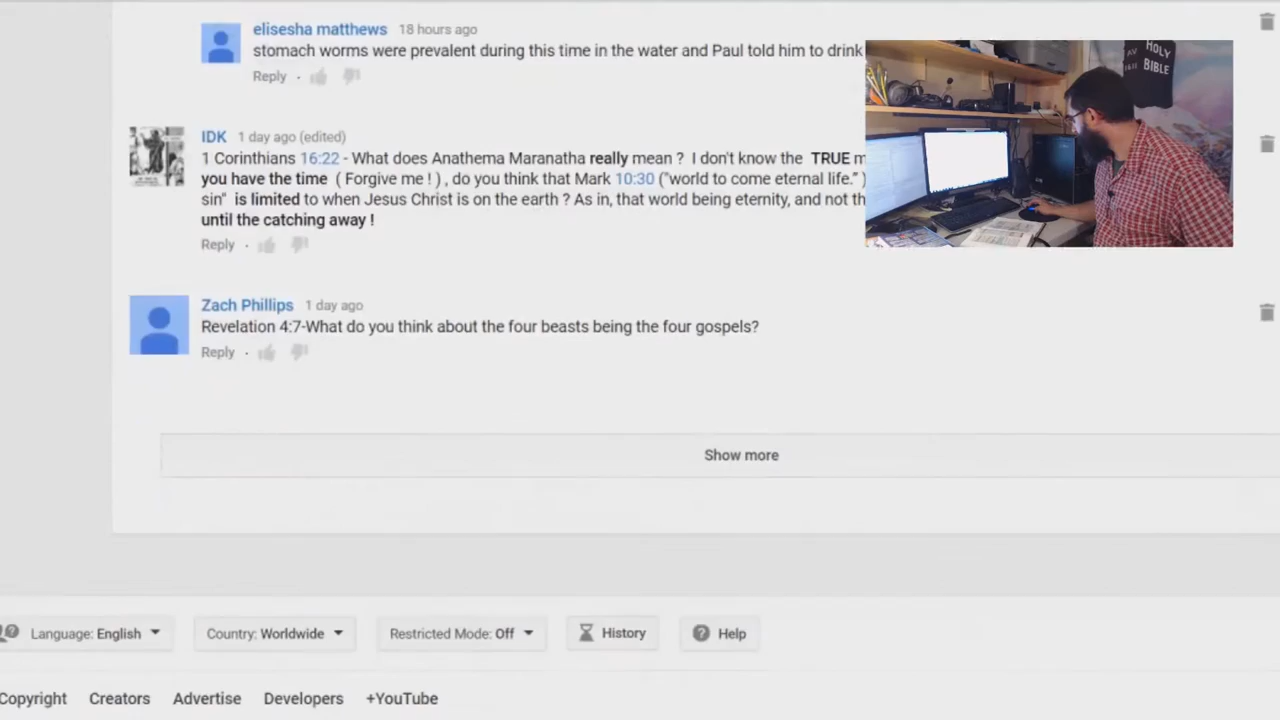 elisesha matthews 18 hours ago
stomach worms were prevalent during this time in the water and Paul told him to drink
Reply
IDK 1 day ago (edited)
1 Corinthians 16:22 - What does Anathema Maranatha really mean ? I don't know the TRUE m
you have the time ( Forgive me ! ) , do you think that Mark 10:30 ("world to come eternal life." )
sin" is limited to when Jesus Christ is on the earth ? As in, that world being eternity, and not th
until the catching away !
Reply
Zach Phillips 1 day ago
Revelation 4:7-What do you think about the four beasts being the four gospels?
Reply
Show more
Language: English
Country: Worldwide
Restricted Mode: Off
History
Help
Copyright
Creators
Advertise
Developers
+YouTube
AV
HOLY
BIBLE